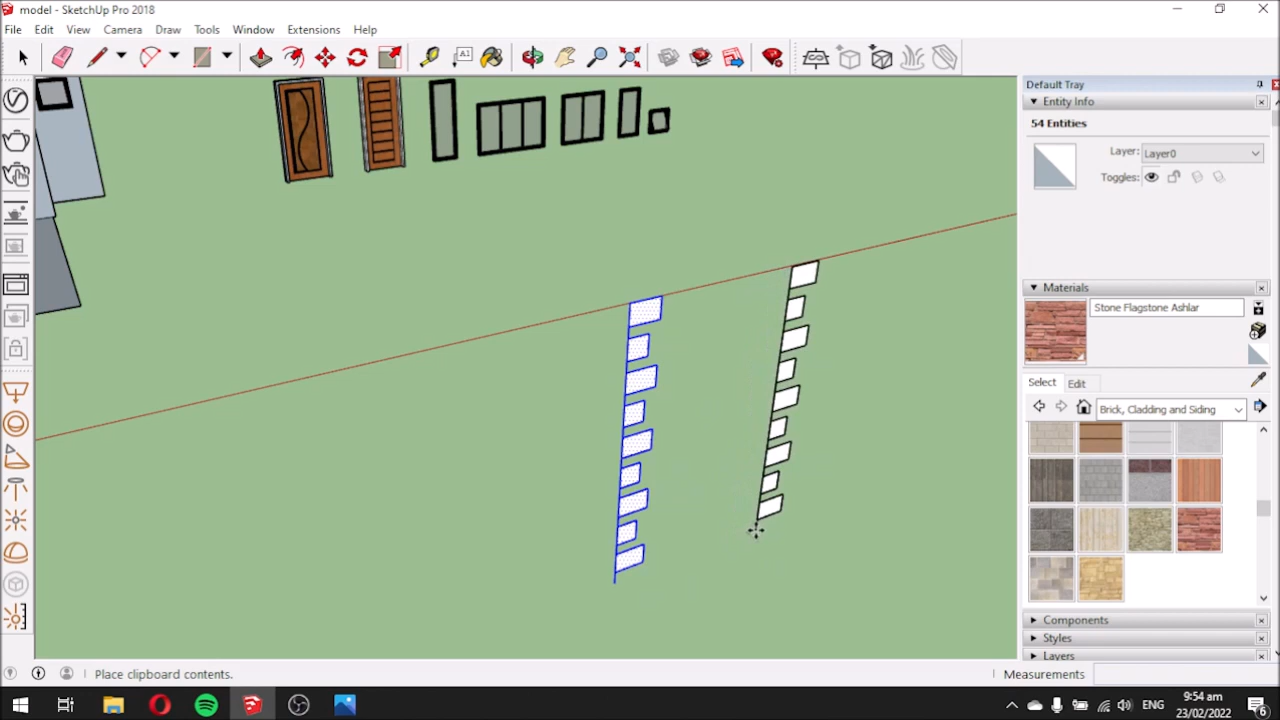 model - SketchUp Pro 2018
File Edit View Camera Draw Tools Window Extensions Help
Default Tray
Entity Info
54 Entities
Layer: Layer0
Toggles:
Materials
Stone Flagstone Ashlar
Select Edit
Brick, Cladding and Siding
Components
Styles
Layers
Place clipboard contents.
Measurements
ENG
9:54 am
23/02/2022
6